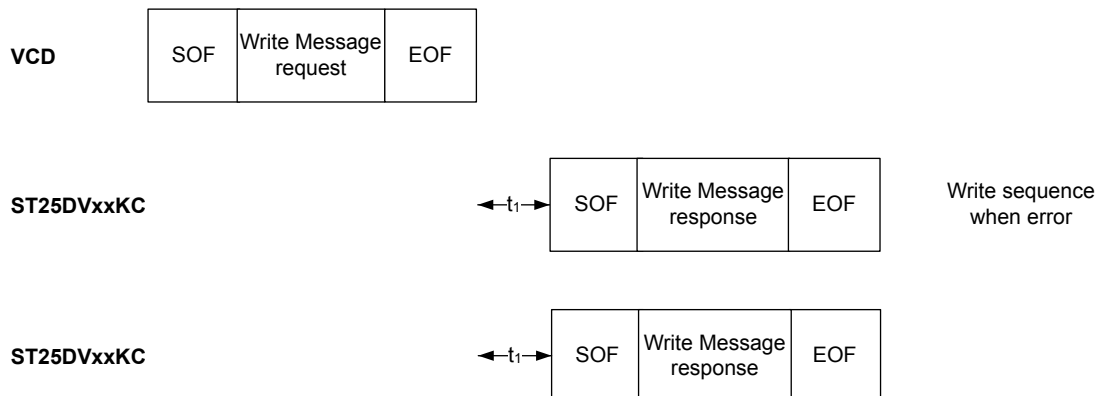 VCD
SOF
Write Message
request
EOF
ST25DVxxKC
t₁
SOF
Write Message
response
EOF
Write sequence
when error
ST25DVxxKC
t₁
SOF
Write Message
response
EOF